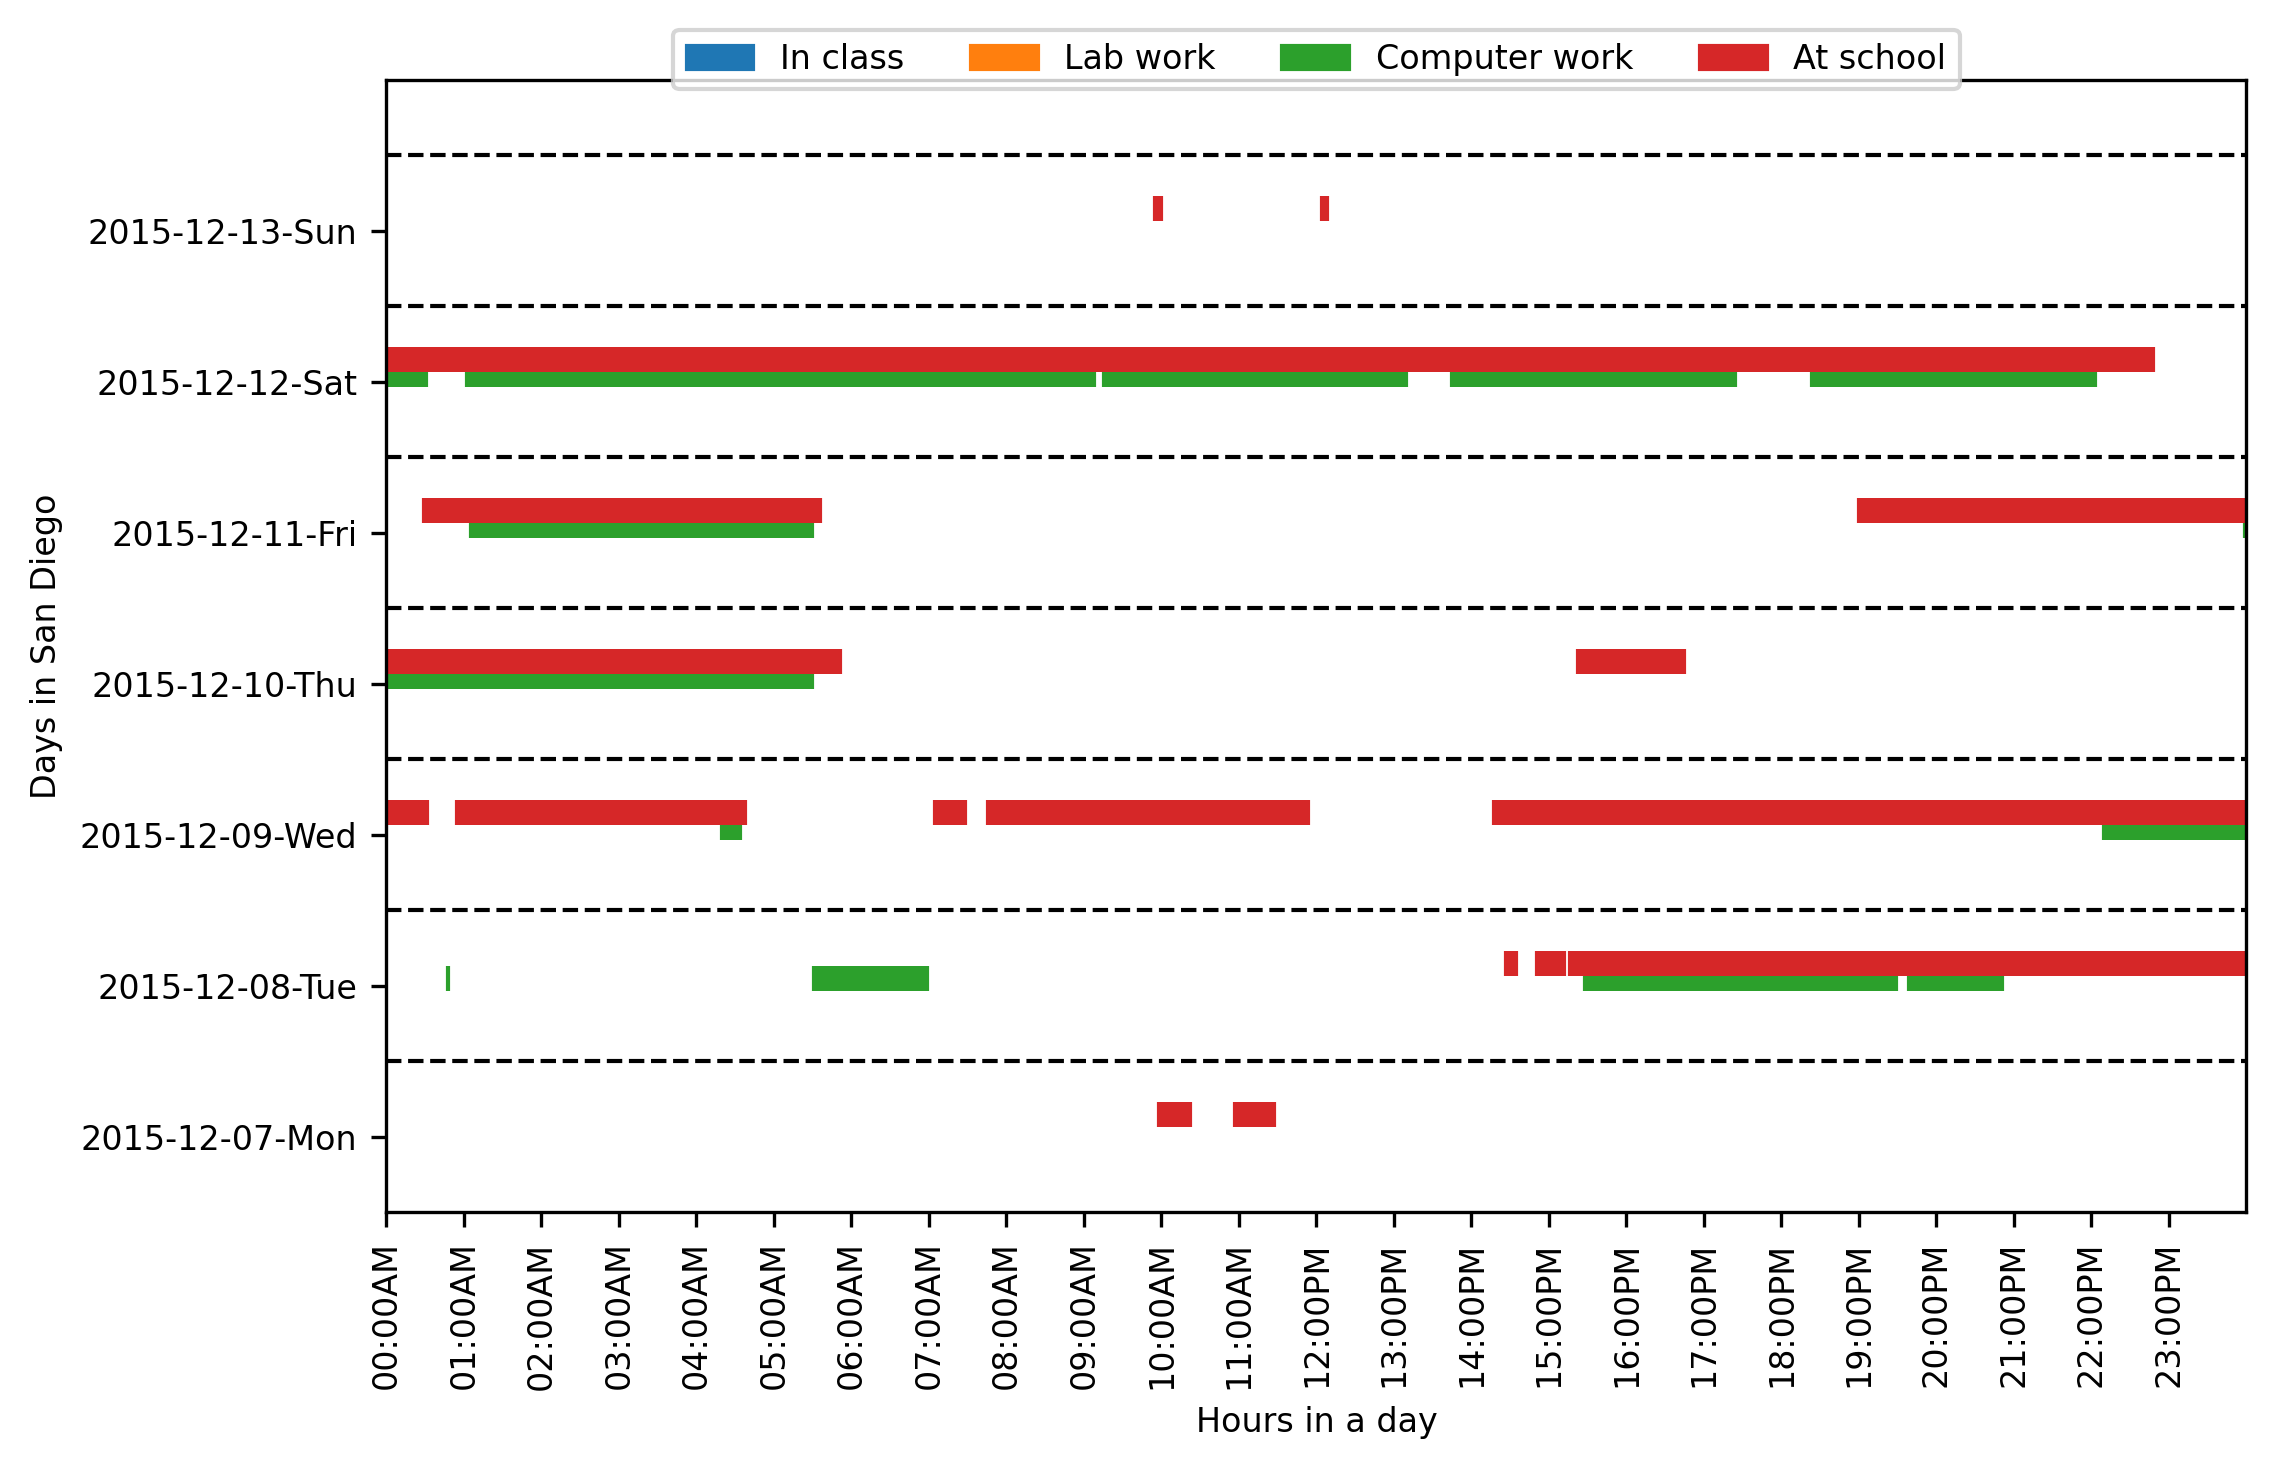 In class Lab work Computer work At school
2015-12-13-Sun
2015-12-12-Sat
2015-12-11-Fri
2015-12-10-Thu
2015-12-09-Wed
2015-12-08-Tue
2015-12-07-Mon
Days in San Diego
00:00AM 01:00AM 02:00AM 03:00AM 04:00AM 05:00AM 06:00AM 07:00AM 08:00AM 09:00AM 10:00AM 11:00AM 12:00PM 13:00PM 14:00PM 15:00PM 16:00PM 17:00PM 18:00PM 19:00PM 20:00PM 21:00PM 22:00PM 23:00PM
Hours in a day